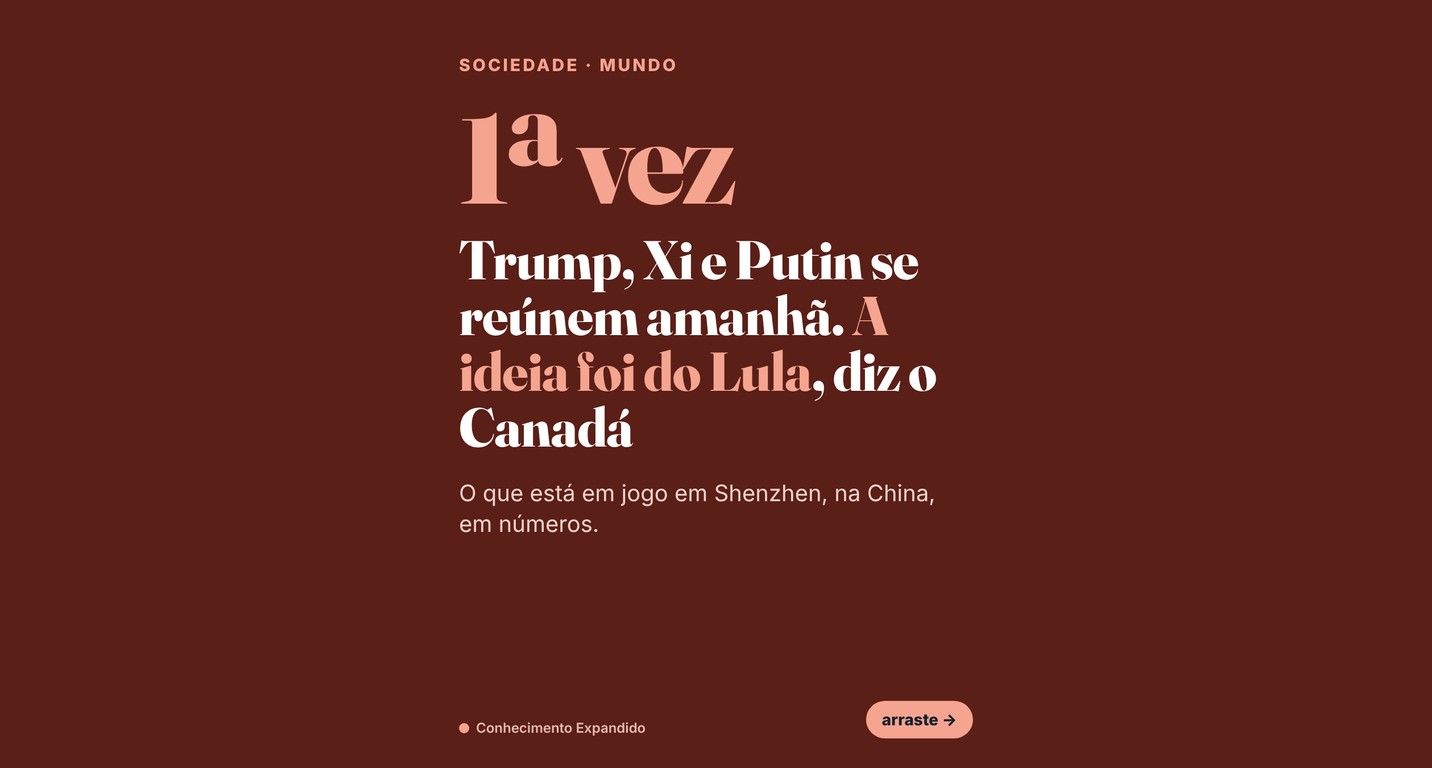 SOCIEDADE · MUNDO
1ª vez
Trump, Xi e Putin se
reúnem amanhã. A
ideia foi do Lula, diz o
Canadá
O que está em jogo em Shenzhen, na China,
em números.
Conhecimento Expandido
arraste →